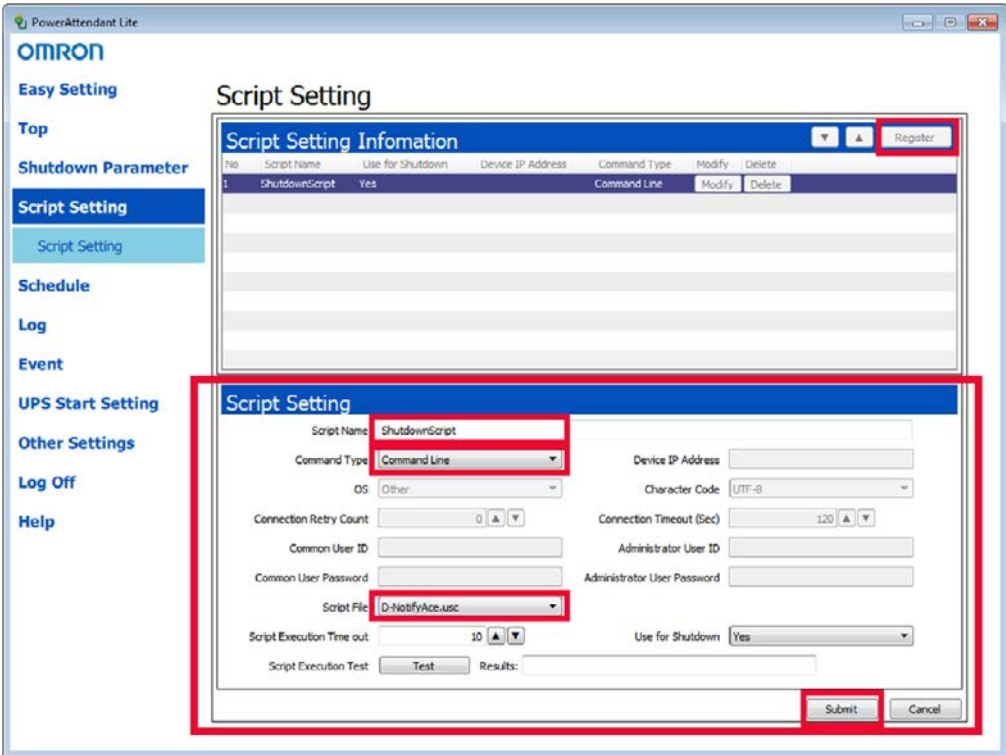 PowerAttendant Lite
OMRON
Easy Setting
Top
Shutdown Parameter
Script Setting
Script Setting
Schedule
Log
Event
UPS Start Setting
Other Settings
Log Off
Help
Script Setting
Script Setting Infomation
Register
No Script Name Use for Shutdown Device IP Address Command Type Modify Delete
1 ShutdownScript Yes Command Line Modify Delete
Script Setting
Script Name ShutdownScript
Command Type Command Line Device IP Address
OS Other Character Code UTF-8
Connection Retry Count 0 Connection Timeout (Sec) 120
Common User ID Administrator User ID
Common User Password Administrator User Password
Script File D-NotifyAce.usc
Script Execution Time out 10 Use for Shutdown Yes
Script Execution Test Test Results:
Submit Cancel